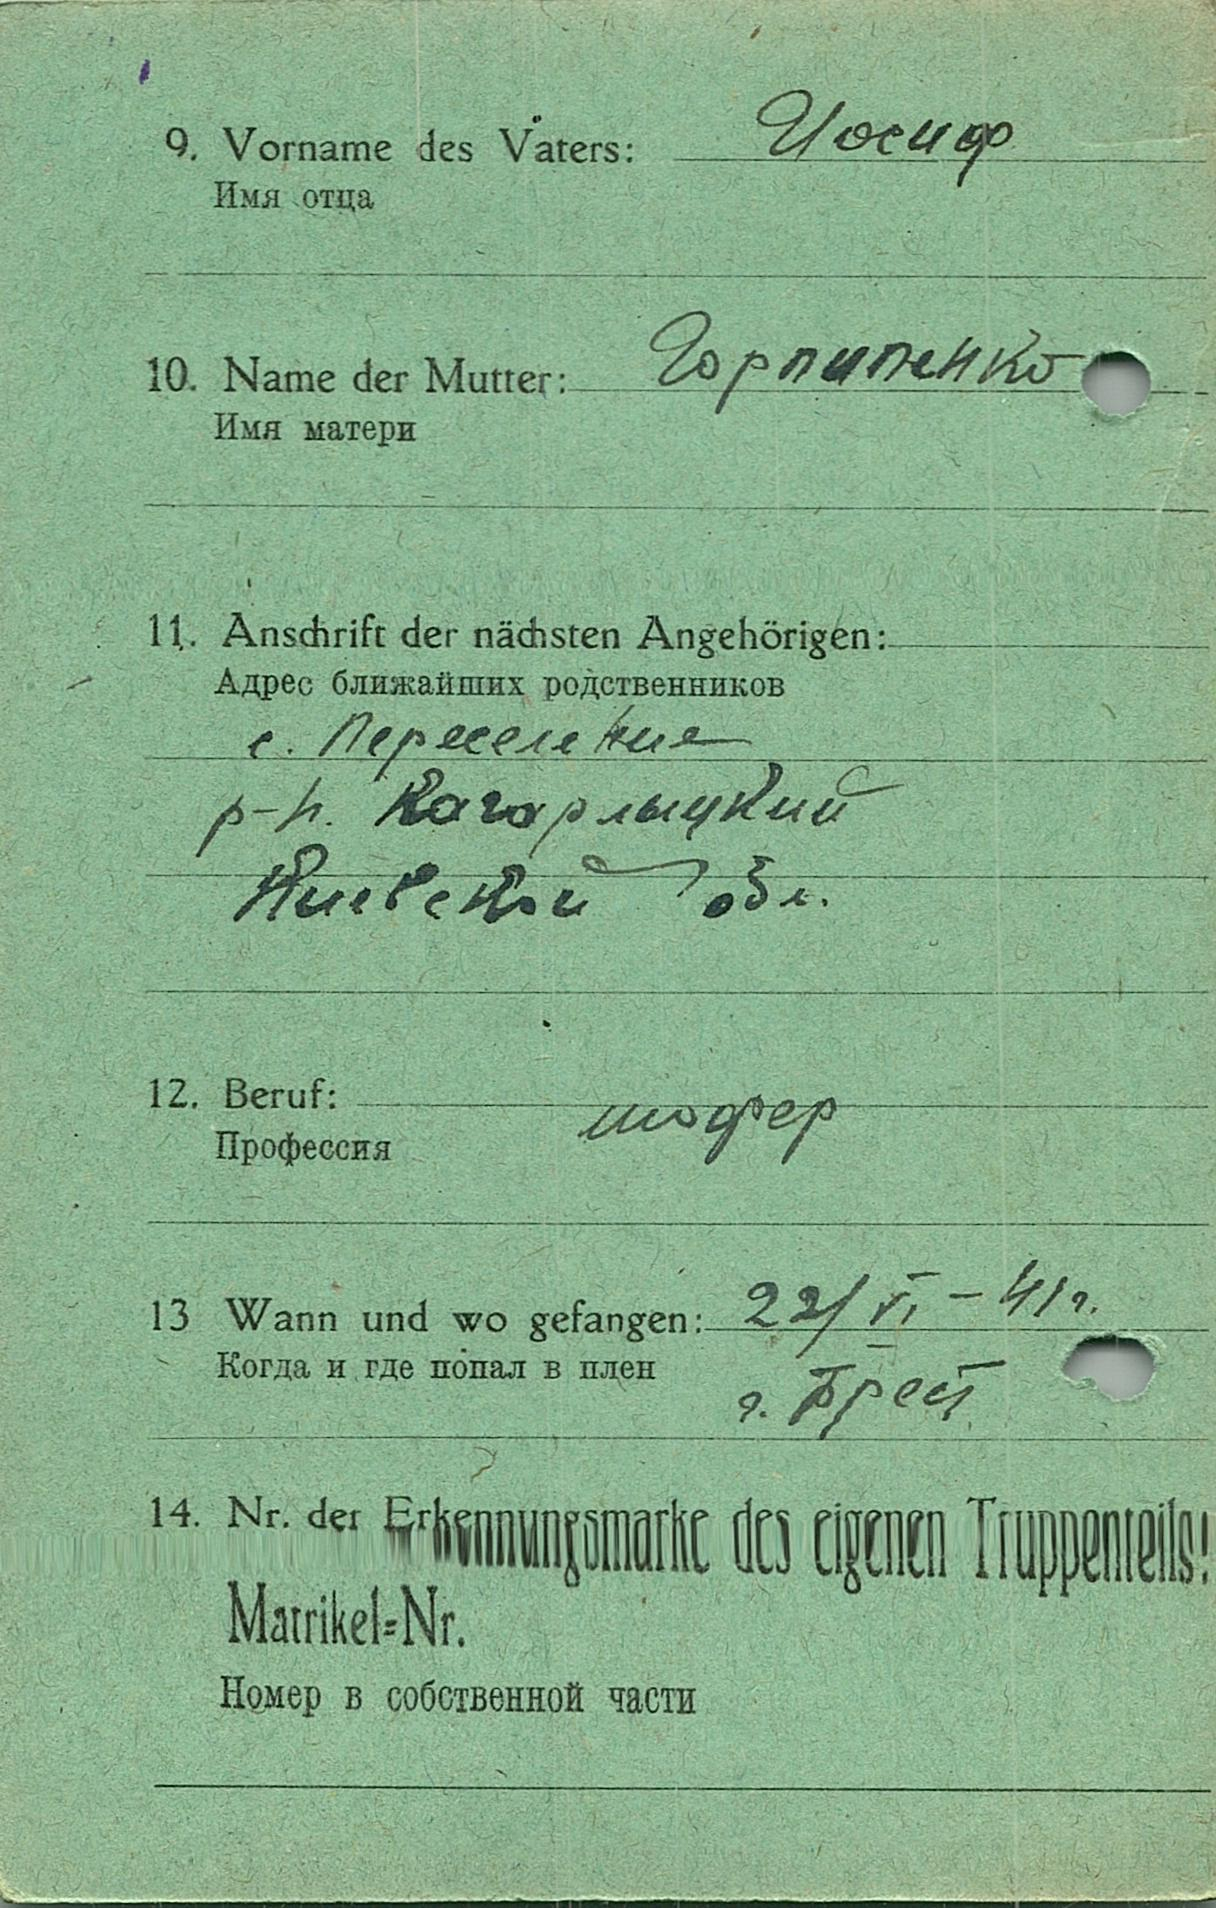 9. Vorname des Vaters: Иосиф
Имя отца
10. Name der Mutter: Горпипенко
Имя матери
11. Anschrift der nächsten Angehörigen:
Адрес ближайших родственников
с. Переселение
р-н. Кагарлыцкий
Киевской обл.
12. Beruf: шофер
Профессия
13 Wann und wo gefangen: 22/VI – 41 г.
Когда и где попал в плен
г. Брест
14. Nr. der Erkennungsmarke des eigenen Truppenteils:
Matrikel=Nr.
Номер в собственной части